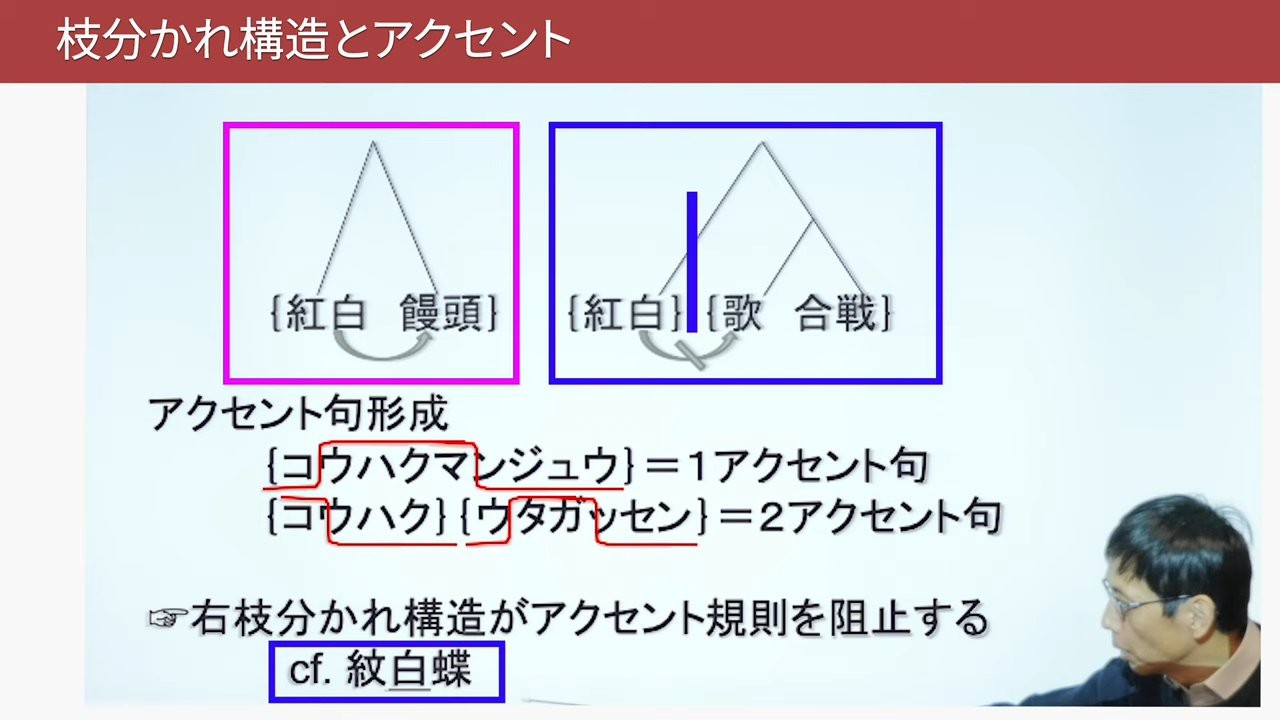 枝分かれ構造とアクセント
{紅白 饅頭} {紅白} {歌 合戦}
アクセント句形成
{コウハクマンジュウ}＝１アクセント句
{コウハク}{ウタガッセン}＝２アクセント句
☞右枝分かれ構造がアクセント規則を阻止する
cf. 紋白蝶